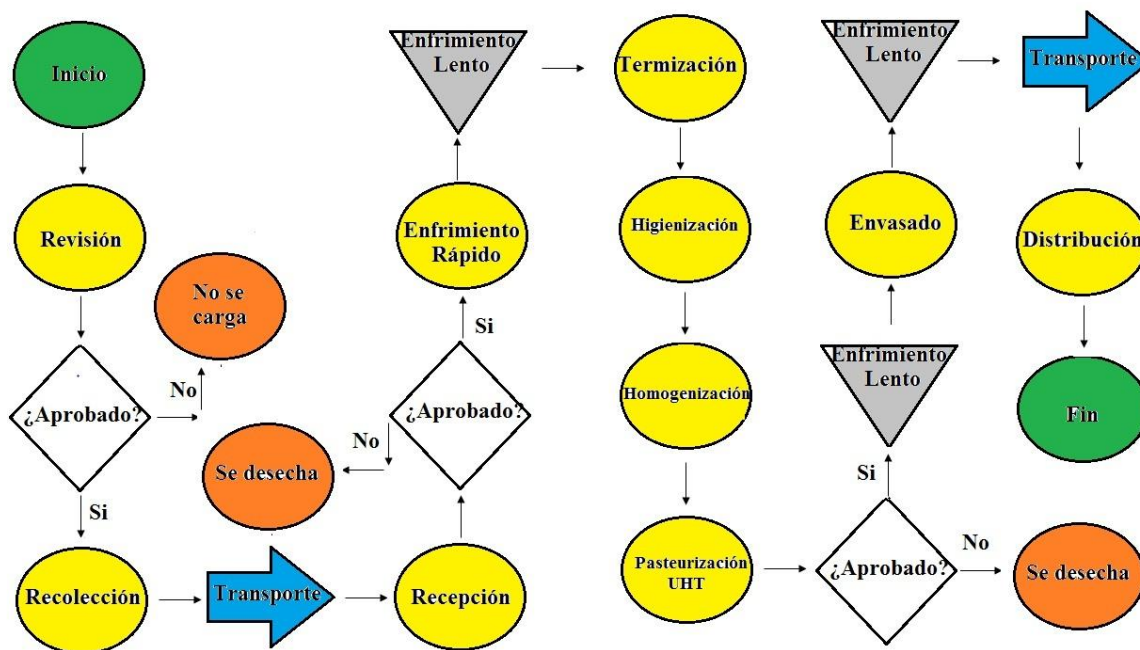 Inicio
Revisión
¿Aprobado?
No
No se
carga
Si
Recolección
Transporte
Recepción
¿Aprobado?
No
Se desecha
Si
Enfrimiento
Rápido
Enfrimiento
Lento
Termización
Higienización
Homogenización
Pasteurización
UHT
¿Aprobado?
No
Se desecha
Si
Enfrimiento
Lento
Envasado
Enfrimiento
Lento
Transporte
Distribución
Fin